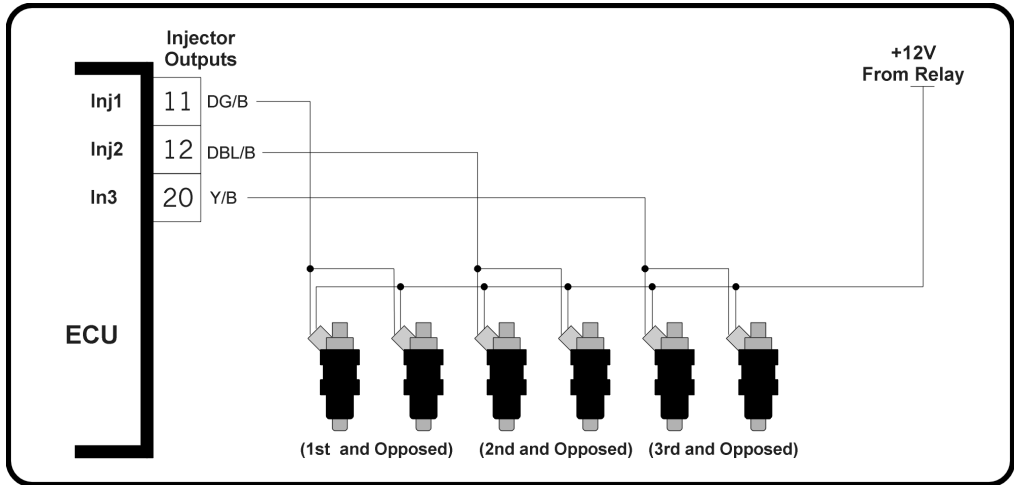 Injector
Outputs
+12V
From Relay
Inj1 11 DG/B
Inj2 12 DBL/B
In3 20 Y/B
ECU
(1st and Opposed) (2nd and Opposed) (3rd and Opposed)